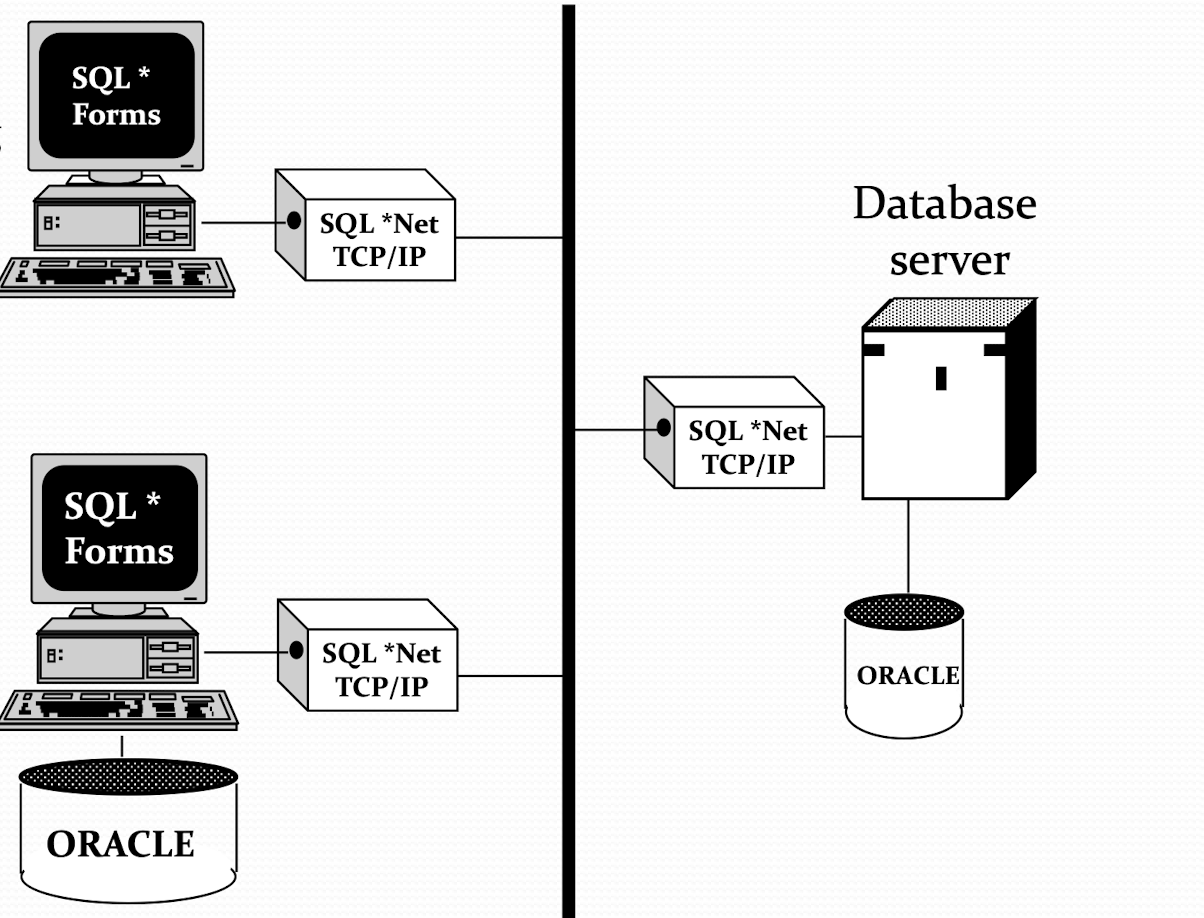 SQL *
Forms
SQL *Net
TCP/IP
Database
server
SQL *Net
TCP/IP
SQL *
Forms
SQL *Net
TCP/IP
ORACLE
ORACLE